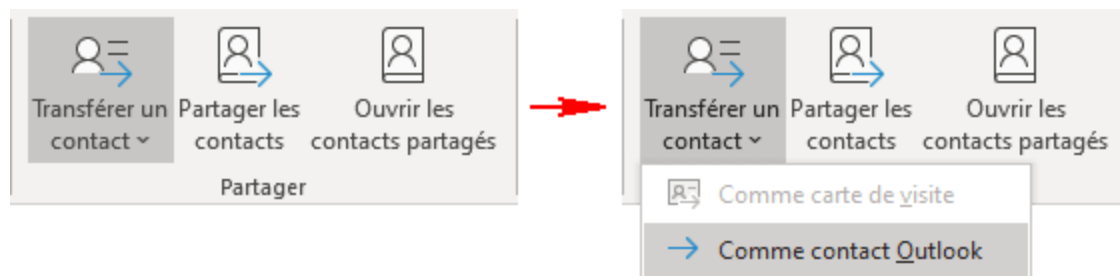 Transférer un contact
Partager les contacts
Ouvrir les contacts partagés
Partager
Transférer un contact
Partager les contacts
Ouvrir les contacts partagés
Comme carte de visite
Comme contact Outlook